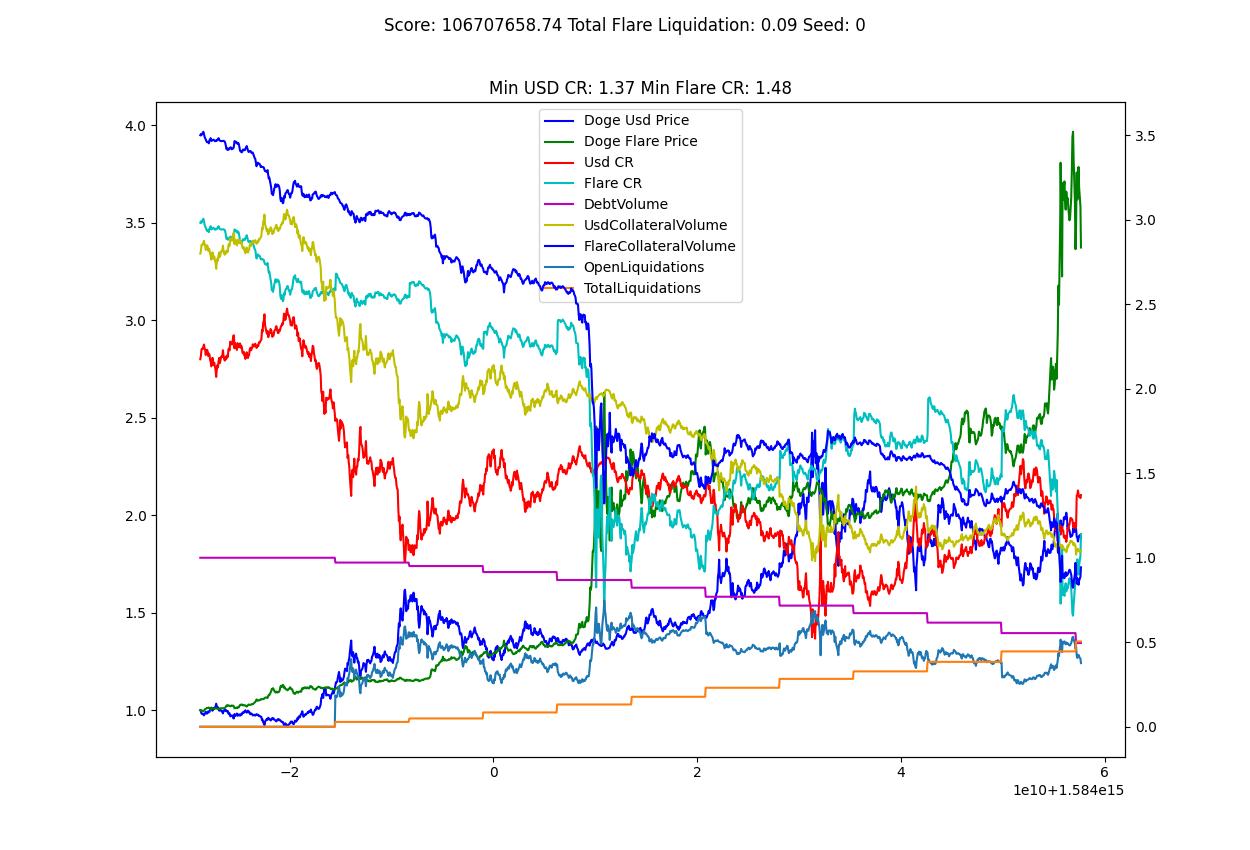 Score: 106707658.74 Total Flare Liquidation: 0.09 Seed: 0
Min USD CR: 1.37 Min Flare CR: 1.48
Doge Usd Price
Doge Flare Price
Usd CR
Flare CR
DebtVolume
UsdCollateralVolume
FlareCollateralVolume
OpenLiquidations
TotalLiquidations
4.0
3.5
3.0
2.5
2.0
1.5
1.0
3.5
3.0
2.5
2.0
1.5
1.0
0.5
0.0
−2
0
2
4
6
1e10+1.584e15